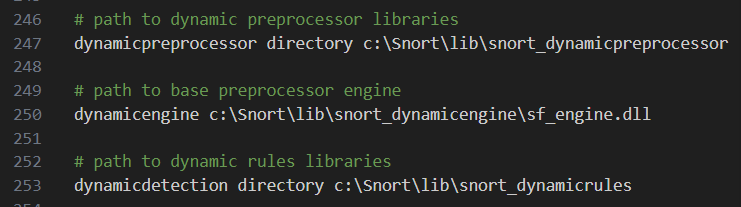 246 # path to dynamic preprocessor libraries
247 dynamicpreprocessor directory c:\Snort\lib\snort_dynamicpreprocessor
248
249 # path to base preprocessor engine
250 dynamicengine c:\Snort\lib\snort_dynamicengine\sf_engine.dll
251
252 # path to dynamic rules libraries
253 dynamicdetection directory c:\Snort\lib\snort_dynamicrules